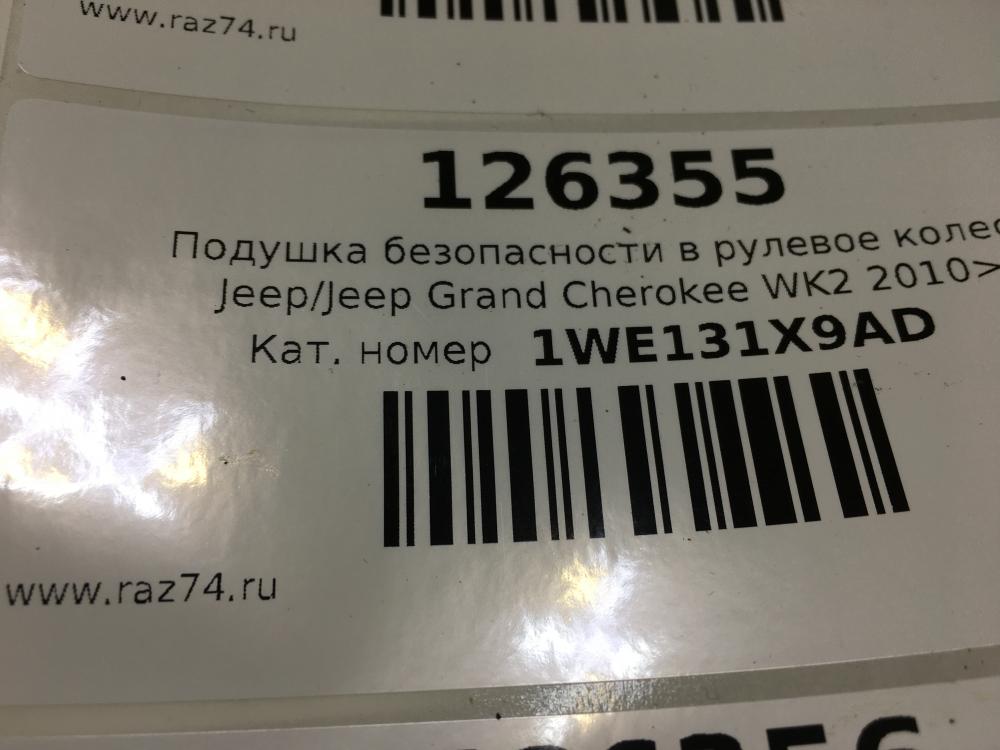 www.raz74.ru
126355
Подушка безопасности в рулевое
Jeep/Jeep Grand Cherokee WK2 2010>
Кат. номер 1WE131X9AD
www.raz74.ru